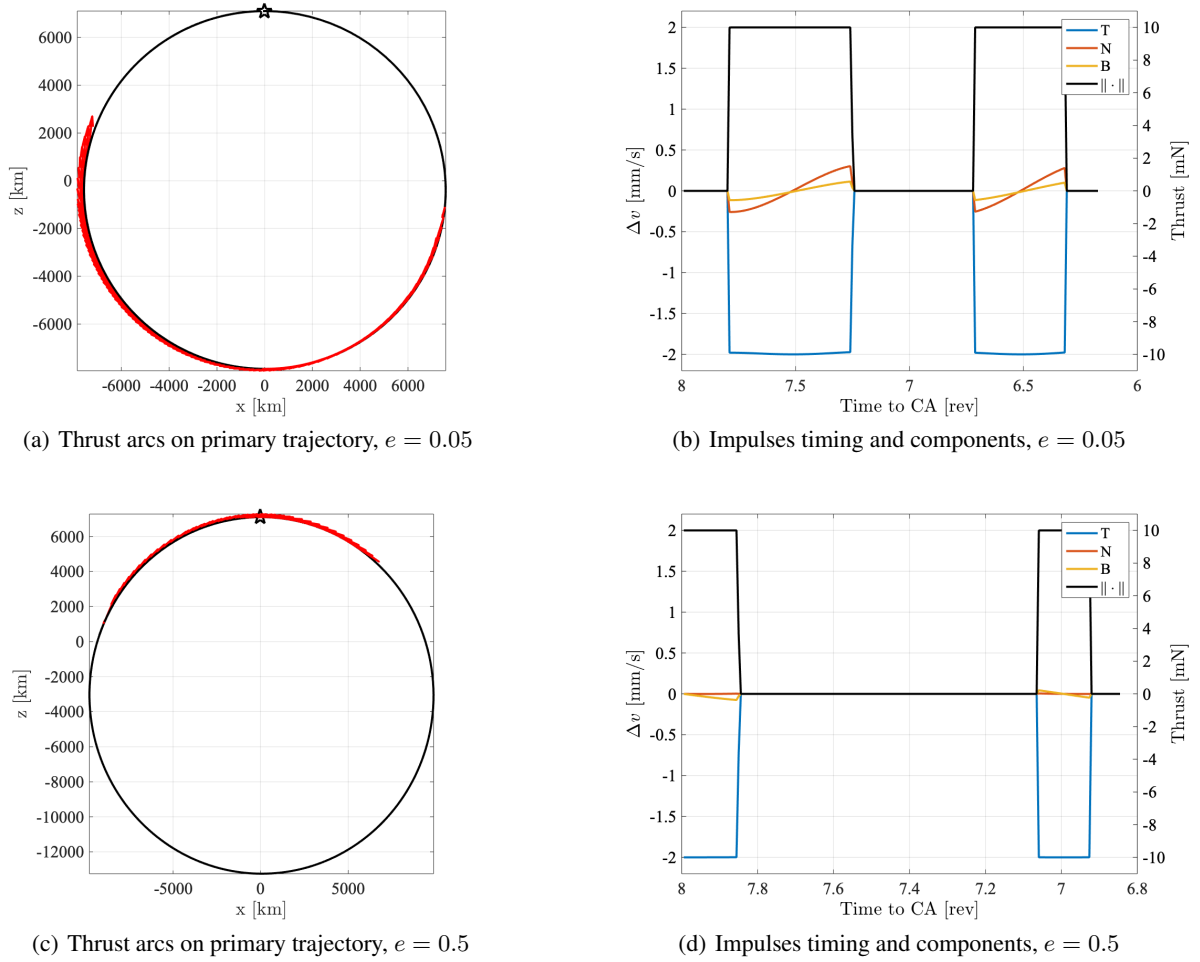 6000
4000
2000
0
-2000
-4000
-6000
z [km]
-6000 -4000 -2000 0 2000 4000 6000
x [km]
(a) Thrust arcs on primary trajectory, e = 0.05
2
1.5
1
0.5
0
-0.5
-1
-1.5
-2
Δv [mm/s]
T
N
B
‖ · ‖
10
8
6
4
2
0
-2
-4
-6
-8
-10
Thrust [mN]
8 7.5 7 6.5 6
Time to CA [rev]
(b) Impulses timing and components, e = 0.05
6000
4000
2000
0
-2000
-4000
-6000
-8000
-10000
-12000
z [km]
-5000 0 5000
x [km]
(c) Thrust arcs on primary trajectory, e = 0.5
2
1.5
1
0.5
0
-0.5
-1
-1.5
-2
Δv [mm/s]
T
N
B
‖ · ‖
10
8
6
4
2
0
-2
-4
-6
-8
-10
Thrust [mN]
8 7.8 7.6 7.4 7.2 7 6.8
Time to CA [rev]
(d) Impulses timing and components, e = 0.5